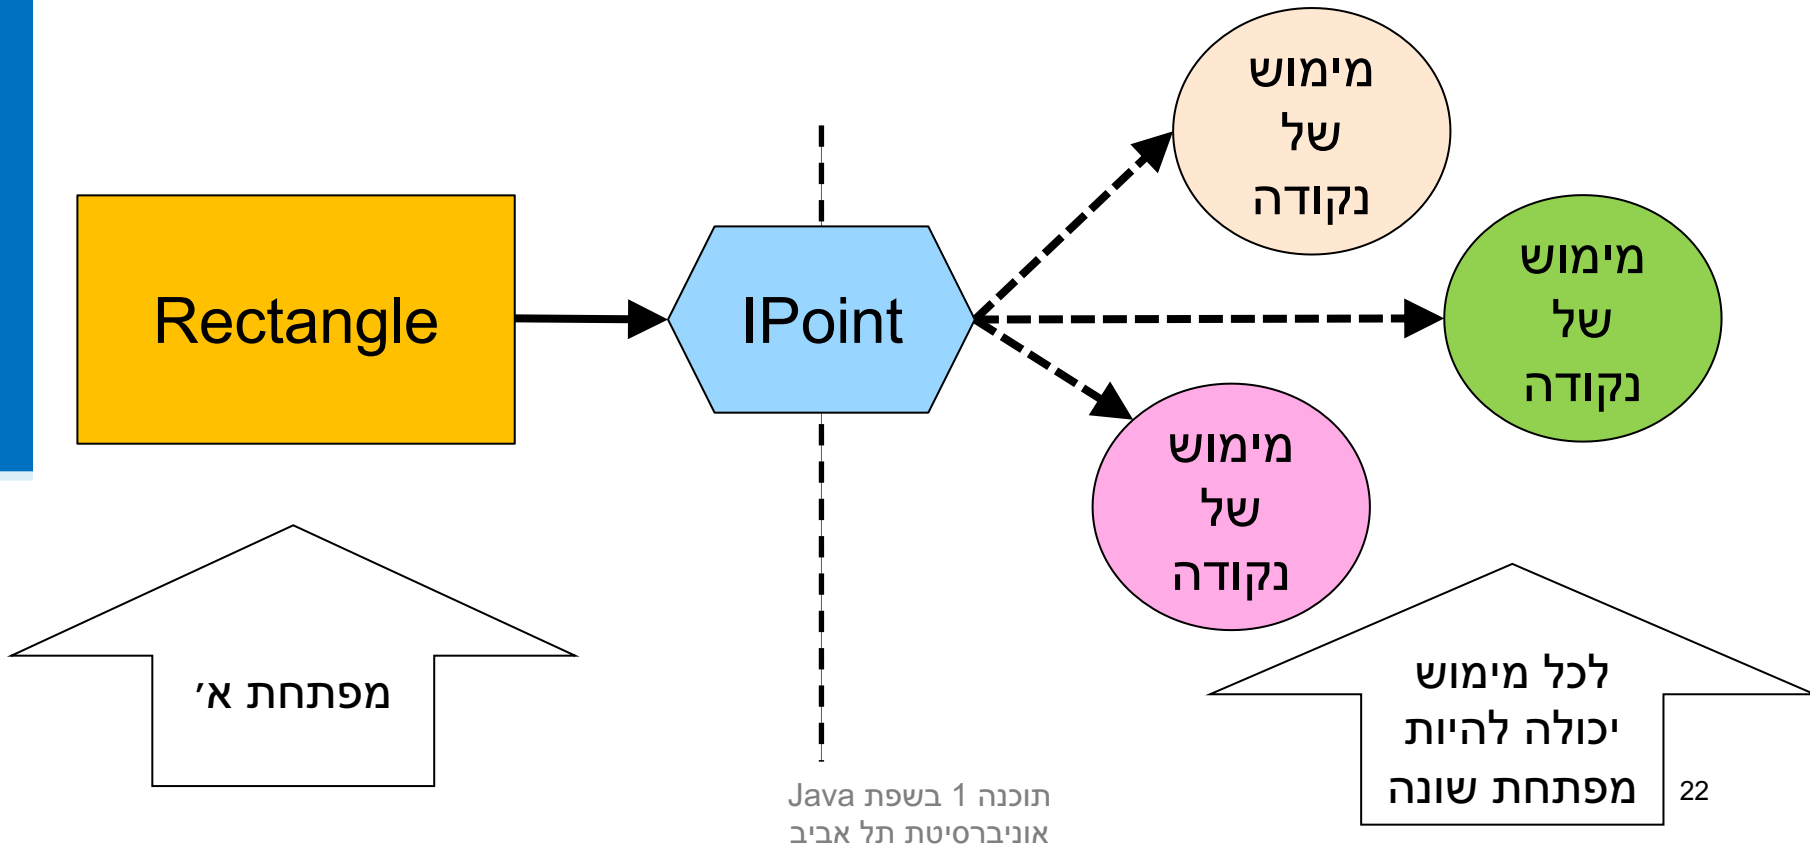 Rectangle
IPoint
מימוש
של
נקודה
מימוש
של
נקודה
מימוש
של
נקודה
מפתחת א׳
לכל מימוש
יכולה להיות
מפתחת שונה
תוכנה 1 בשפת Java
אוניברסיטת תל אביב
22